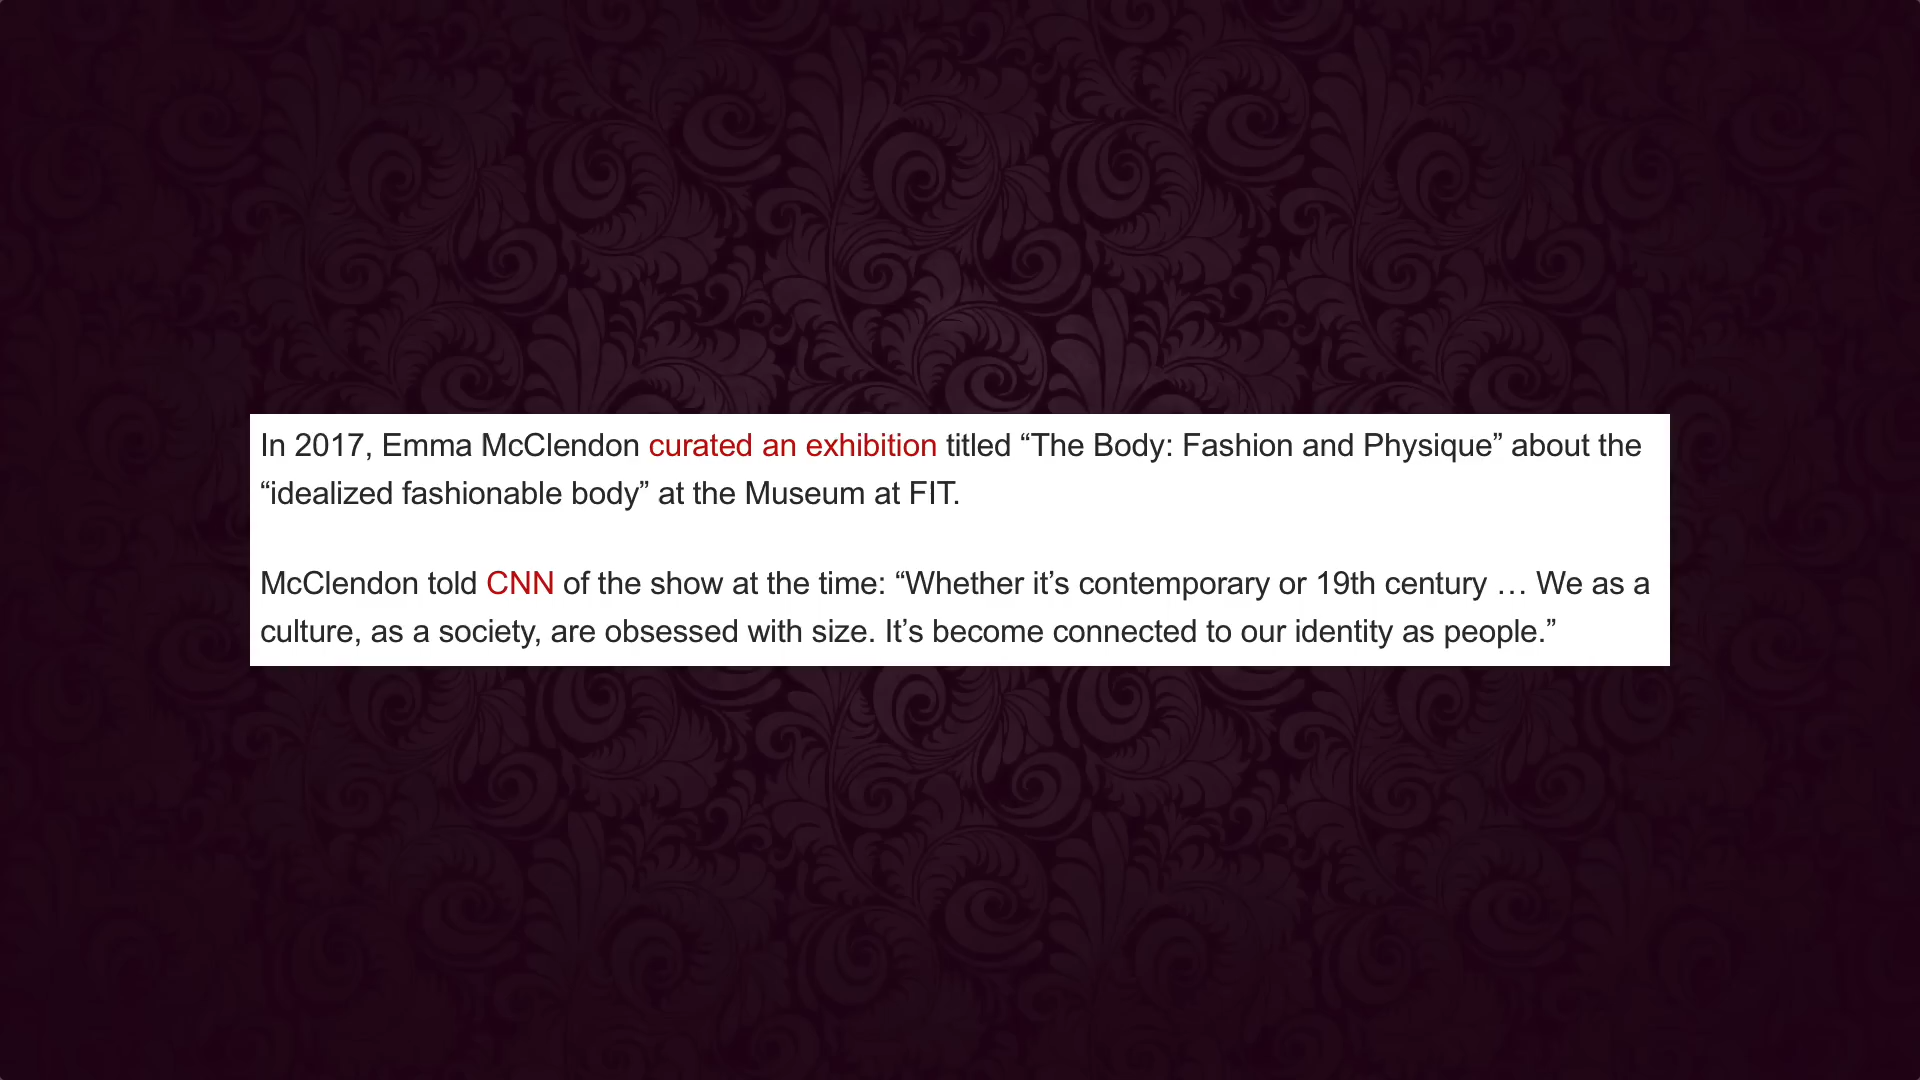 In 2017, Emma McClendon curated an exhibition titled “The Body: Fashion and Physique” about the
“idealized fashionable body” at the Museum at FIT.
McClendon told CNN of the show at the time: “Whether it’s contemporary or 19th century … We as a
culture, as a society, are obsessed with size. It’s become connected to our identity as people.”